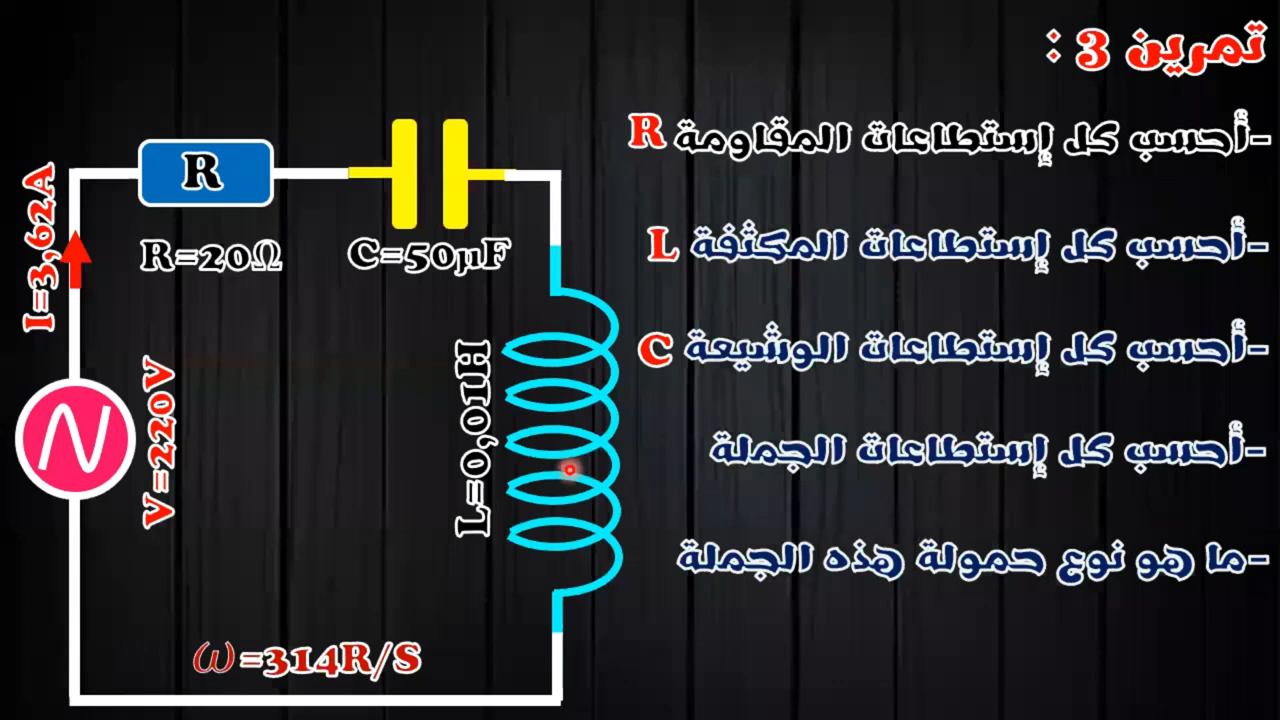 تمرين 3 :
-أحسب كل إستطاعات المقاومة R
-أحسب كل إستطاعات المكثفة L
-أحسب كل إستطاعات الوشيعة C
-أحسب كل إستطاعات الجملة
-ما هو نوع حمولة هذه الجملة
R
R=20Ω
C=50µF
I=3,62A
V=220V
L=0,01H
ω=314R/S